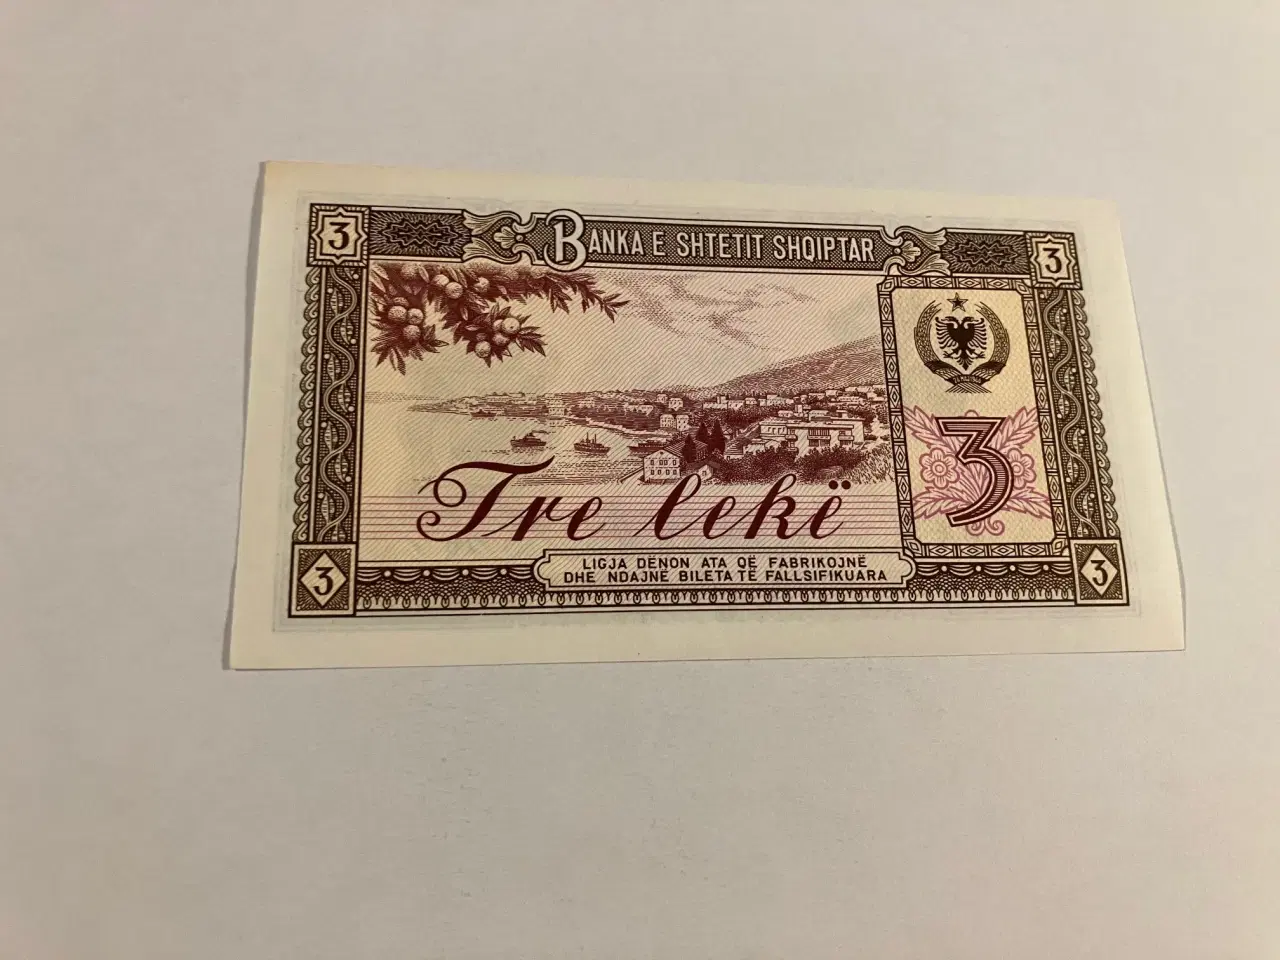 3 BANKA E SHTETIT SHQIPTAR 3
3
Tre lekë
LIGJA DËNON ATA QË FABRIKOJNË
DHE NDAJNË BILETA TË FALLSIFIKUARA
3 3